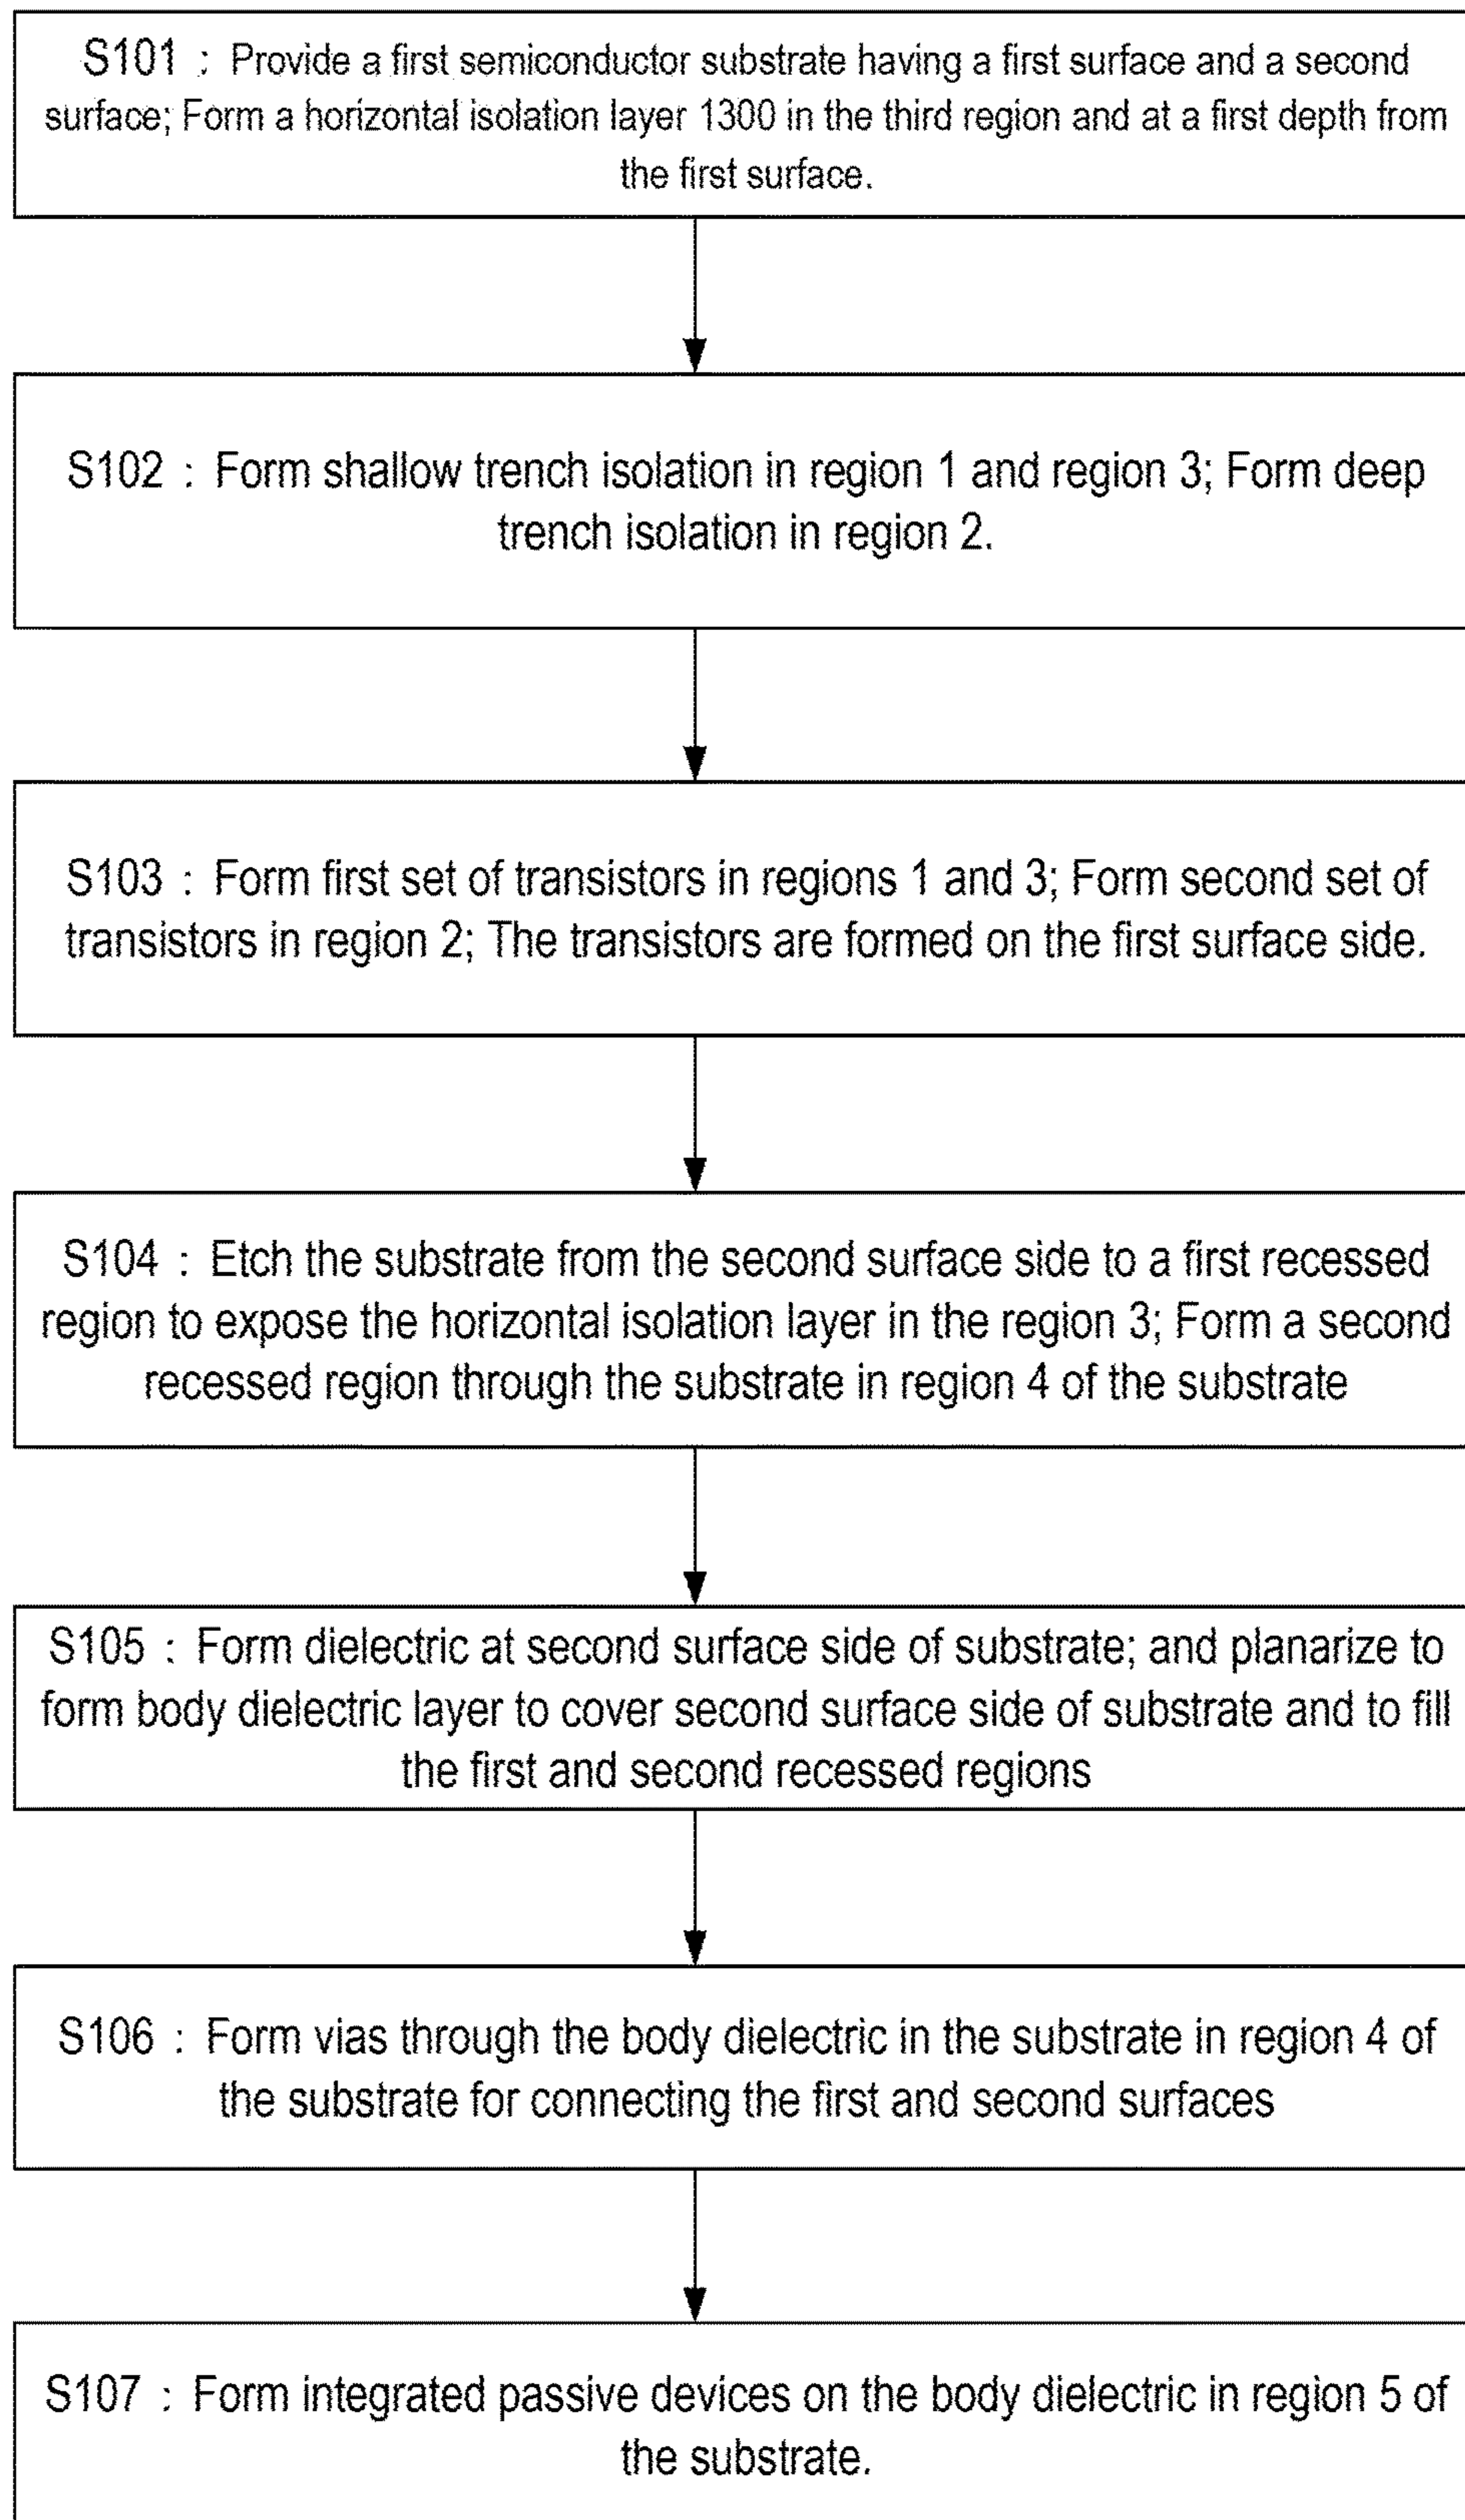 S101 : Provide a first semiconductor substrate having a first surface and a second
surface; Form a horizontal isolation layer 1300 in the third region and at a first depth from
the first surface.
S102 : Form shallow trench isolation in region 1 and region 3; Form deep
trench isolation in region 2.
S103 : Form first set of transistors in regions 1 and 3; Form second set of
transistors in region 2; The transistors are formed on the first surface side.
S104 : Etch the substrate from the second surface side to a first recessed
region to expose the horizontal isolation layer in the region 3; Form a second
recessed region through the substrate in region 4 of the substrate
S105 : Form dielectric at second surface side of substrate; and planarize to
form body dielectric layer to cover second surface side of substrate and to fill
the first and second recessed regions
S106 : Form vias through the body dielectric in the substrate in region 4 of
the substrate for connecting the first and second surfaces
S107 : Form integrated passive devices on the body dielectric in region 5 of
the substrate.